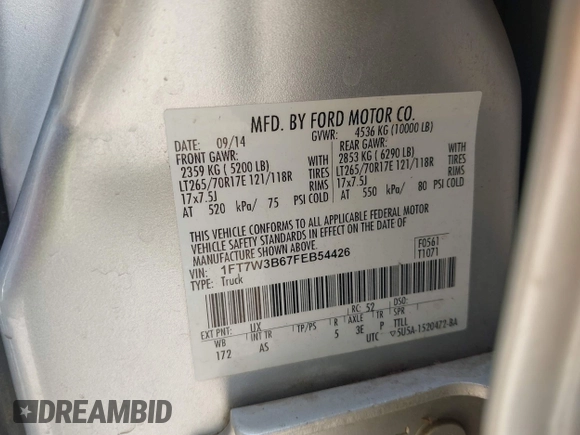 MFD. BY FORD MOTOR CO.
DATE: 09/14 GVWR: 4536 KG (10000 LB)
FRONT GAWR: REAR GAWR:
2359 KG ( 5200 LB) WITH 2853 KG ( 6290 LB) WITH
LT265/70R17E 121/118R TIRES LT265/70R17E 121/118R TIRES
17x7.5J RIMS 17x7.5J RIMS
AT 520 kPa/ 75 PSI COLD AT 550 kPa/ 80 PSI COLD
THIS VEHICLE CONFORMS TO ALL APPLICABLE FEDERAL MOTOR
VEHICLE SAFETY STANDARDS IN EFFECT ON THE DATE OF
MANUFACTURE SHOWN ABOVE.
VIN: 1FT7W3B67FEB54426 F0561
TYPE: Truck T1071
EXT PNT: UX RC: 52 DSO:
WB INT TR TP/PS R AXLE TR SPR
172 AS 5 3E P TTLL
UTC 5U5A-1520472-BA
DREAMBID